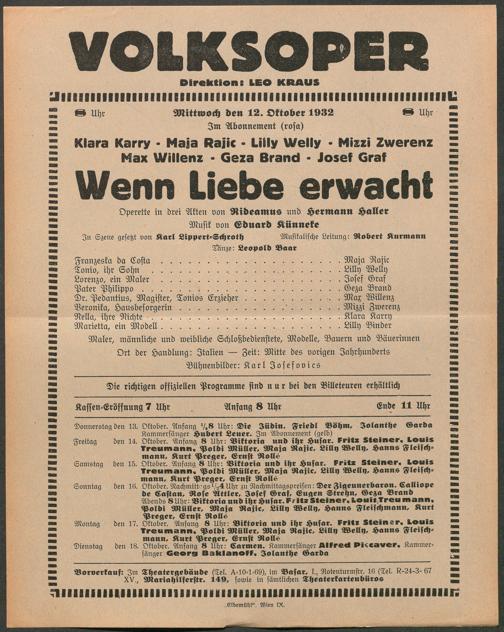 VOLKSOPER
Direktion: LEO KRAUS
8 Uhr
Mittwoch den 12. Oktober 1932
8 Uhr
Im Abonnement (rosa)
Klara Karry - Maja Rajic - Lilly Welly - Mizzi Zwerenz
Max Willenz - Geza Brand - Josef Graf
Wenn Liebe erwacht
Operette in drei Akten von Rideamus und Hermann Haller
Musik von Eduard Künneke
In Szene gesetzt von Karl Lippert-Schroth Musikalische Leitung: Robert Kurmann
Tänze: Leopold Baar
Franzeska da Costa . . . . . Maja Rajic
Tonio, ihr Sohn . . . . . Lilly Welly
Lorenzo, ein Maler . . . . . Josef Graf
Pater Philippo . . . . . Geza Brand
Dr. Pedantius, Magister, Tonios Erzieher . . . . . Max Willenz
Veronika, Hausbesorgerin . . . . . Mizzi Zwerenz
Nella, ihre Nichte . . . . . Klara Karry
Marietta, ein Modell . . . . . Lilly Binder
Maler, männliche und weibliche Schloßbedienstete, Modelle, Bauern und Bäuerinnen
Ort der Handlung: Italien — Zeit: Mitte des vorigen Jahrhunderts
Bühnenbilder: Karl Josefovics
Die richtigen offiziellen Programme sind nur bei den Billeteuren erhältlich
Kassen-Eröffnung 7 Uhr Anfang 8 Uhr Ende 11 Uhr
Donnerstag den 13. Oktober. Anfang 1/2 8 Uhr: Die Jüdin. Friedl Böhm, Jolanthe Garda
Kammersänger Hubert Leuer. Im Abonnement (gelb)
Freitag den 14. Oktober. Anfang 8 Uhr: Viktoria und ihr Husar. Fritz Steiner, Louis
Treumann, Poldi Müller, Maja Rajic, Lilly Welly, Hanns Fleisch-
mann, Kurt Preger, Ernst Rollé
Samstag den 15. Oktober. Anfang 8 Uhr: Viktoria und ihr Husar. Fritz Steiner, Louis
Treumann, Poldi Müller, Maja Rajic, Lilly Welly, Hanns Fleisch-
mann, Kurt Preger, Ernst Rollé
Sonntag den 16. Oktober. Nachmittags 1/2 4 Uhr zu Nachmittagspreisen: Der Zigeunerbaron. Calliope
de Castan, Rose Attler, Josef Graf, Eugen Strehn, Geza Brand
Abends 8 Uhr: Viktoria und ihr Husar. Fritz Steiner, Louis Treumann,
Poldi Müller, Maja Rajic, Lilly Welly, Hanns Fleischmann, Kurt
Preger, Ernst Rollé
Montag den 17. Oktober. Anfang 8 Uhr: Viktoria und ihr Husar. Fritz Steiner, Louis
Treumann, Poldi Müller, Maja Rajic, Lilly Welly, Hanns Fleisch-
mann, Kurt Preger, Ernst Rollé
Dienstag den 18. Oktober. Anfang 8 Uhr: Carmen. Kammersänger Alfred Piccaver, Kammer-
sänger Georg Baklanoff, Jolanthe Garda
Vorverkauf: Im Theatergebäude (Tel. A-10-1-69), im Basar, I., Rotenturmstr. 16 (Tel. R-24-3-67
XV., Mariahilferstr. 149, sowie in sämtlichen Theaterkartenbüros
„Elbemühl“, Wien IX.